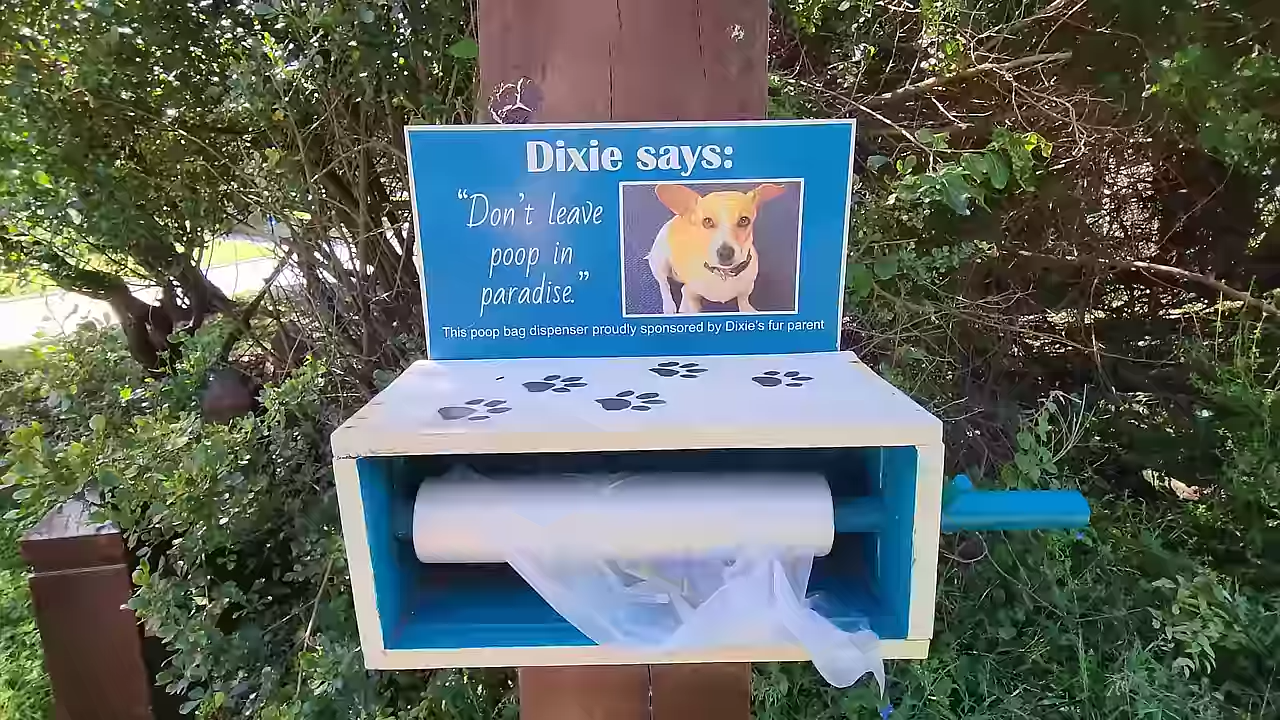 Dixie says:
“Don’t leave
poop in
paradise.”
This poop bag dispenser proudly sponsored by Dixie's fur parent